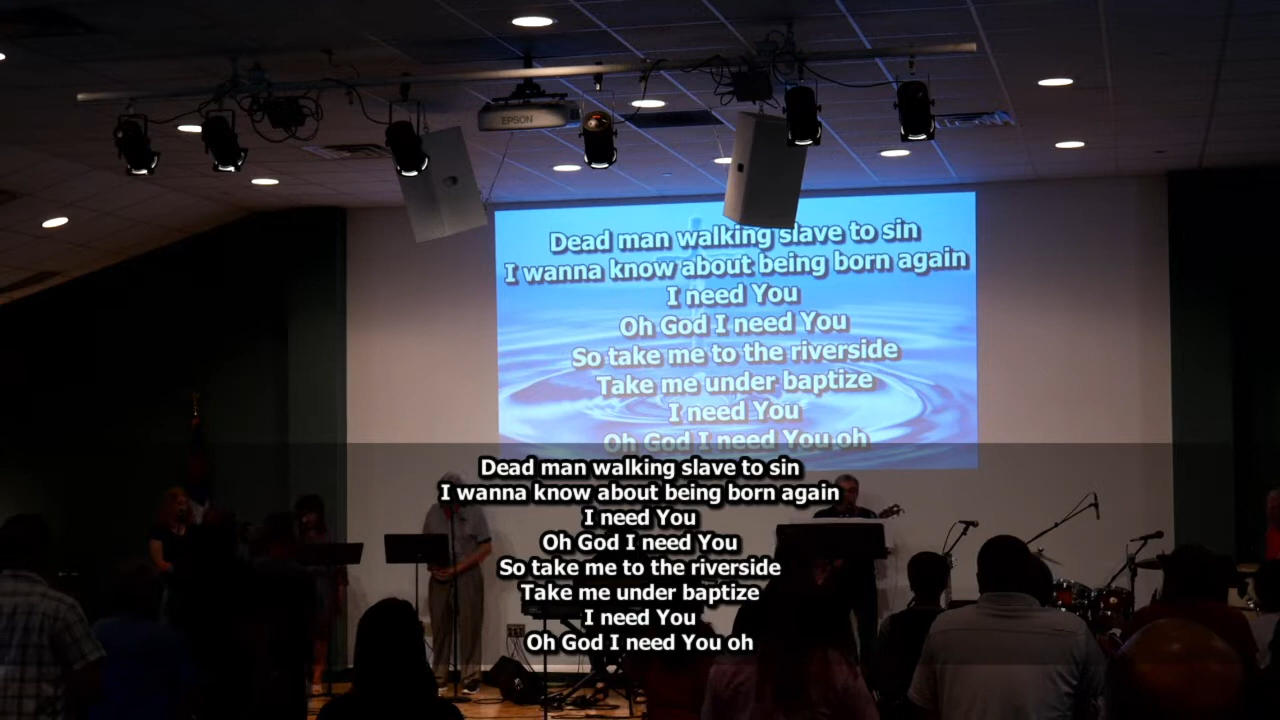 EPSON
Dead man walking slave to sin
I wanna know about being born again
I need You
Oh God I need You
So take me to the riverside
Take me under baptize
I need You
Oh God I need You oh
Dead man walking slave to sin
I wanna know about being born again
I need You
Oh God I need You
So take me to the riverside
Take me under baptize
I need You
Oh God I need You oh